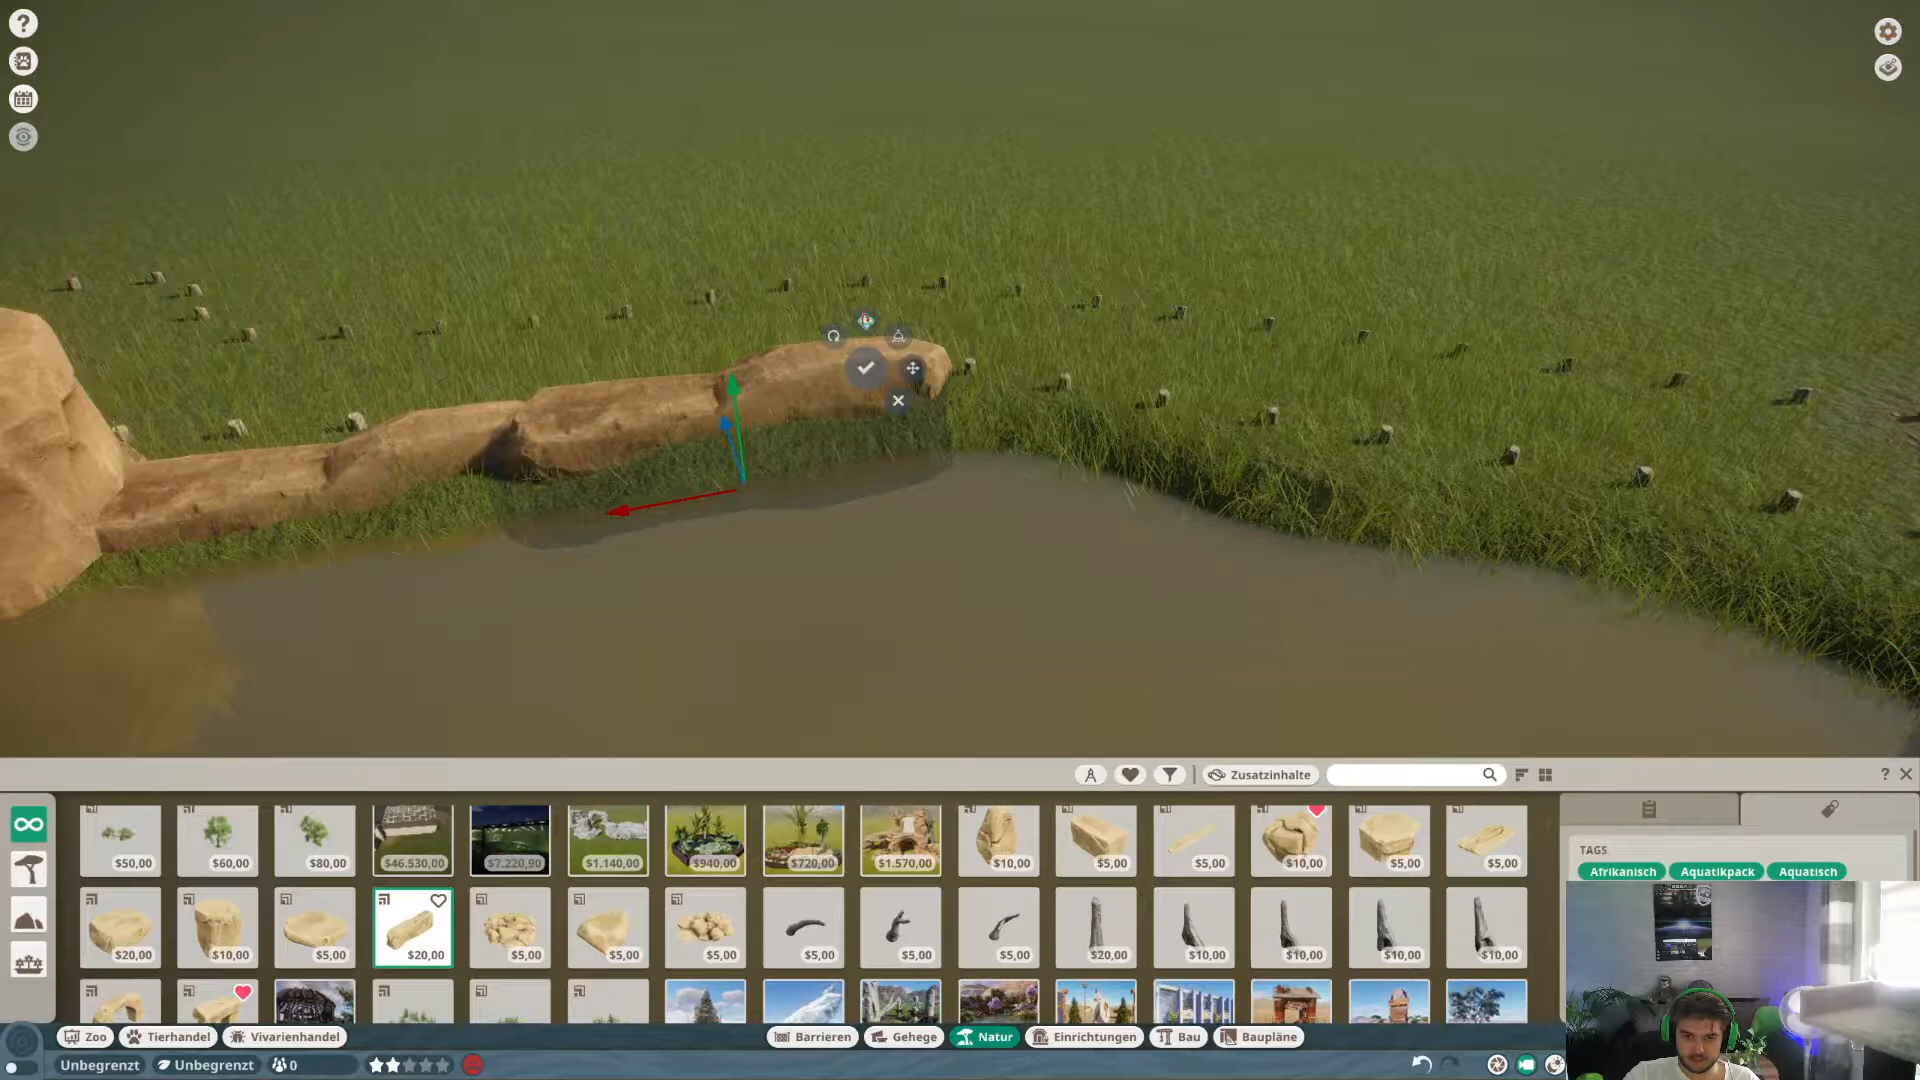 Zusatzinhalte
$50,00 $60,00 $80,00 $46.530,00 $7.220,90 $1.140,00 $940,00 $720,00 $1.570,00 $10,00 $5,00 $5,00 $10,00 $5,00 $5,00
TAGS
Afrikanisch Aquatikpack Aquatisch
$20,00 $10,00 $5,00 $20,00 $5,00 $5,00 $5,00 $5,00 $5,00 $5,00 $20,00 $10,00 $10,00 $10,00 $10,00
Zoo Tierhandel Vivarienhandel Barrieren Gehege Natur Einrichtungen Bau Baupläne
Unbegrenzt Unbegrenzt 0